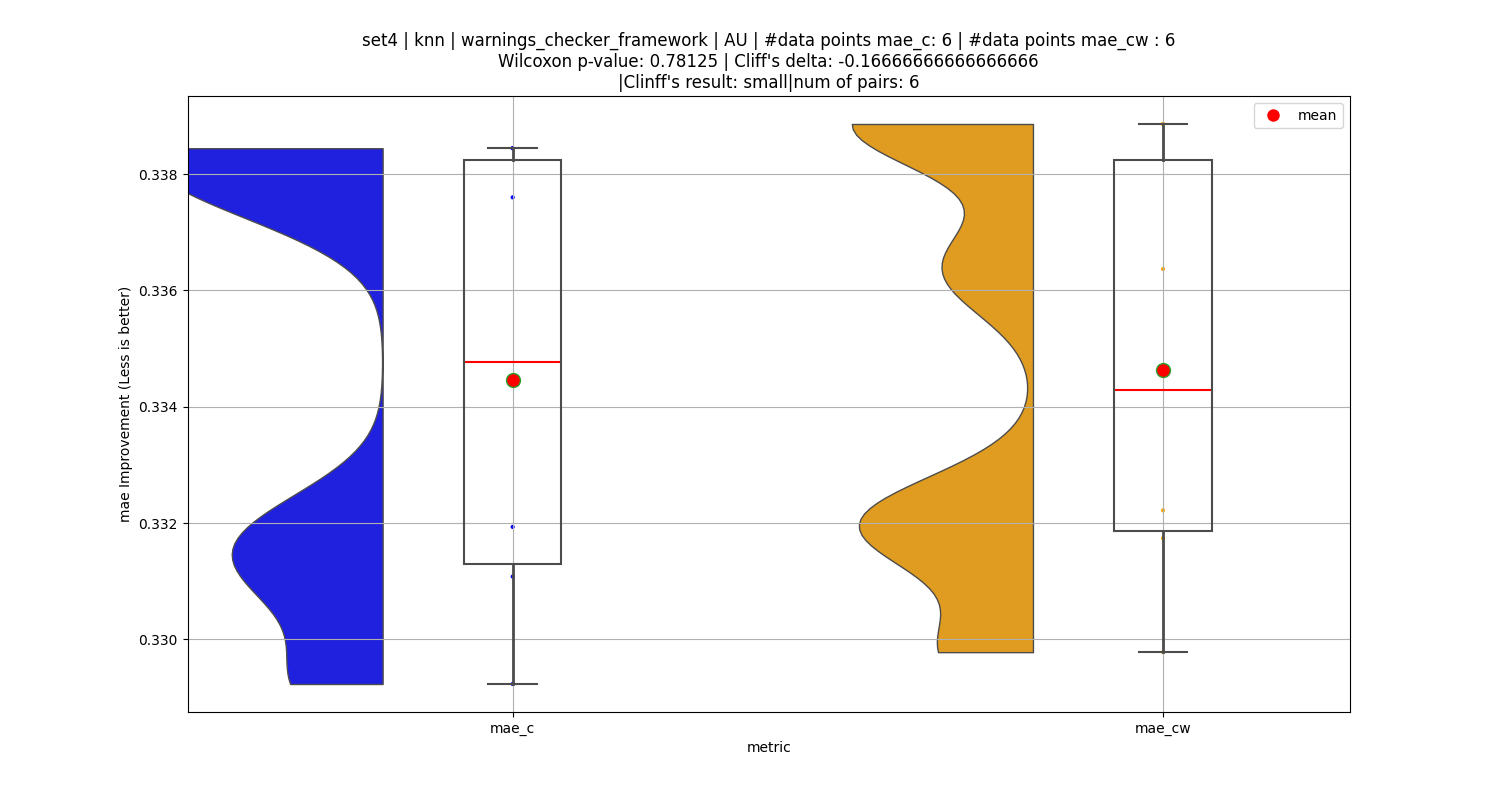 set4 | knn | warnings_checker_framework | AU | #data points mae_c: 6 | #data points mae_cw : 6
Wilcoxon p-value: 0.78125 | Cliff's delta: -0.16666666666666666
|Clinff's result: small|num of pairs: 6
mean
mae Improvement (Less is better)
0.338
0.336
0.334
0.332
0.330
mae_c
mae_cw
metric